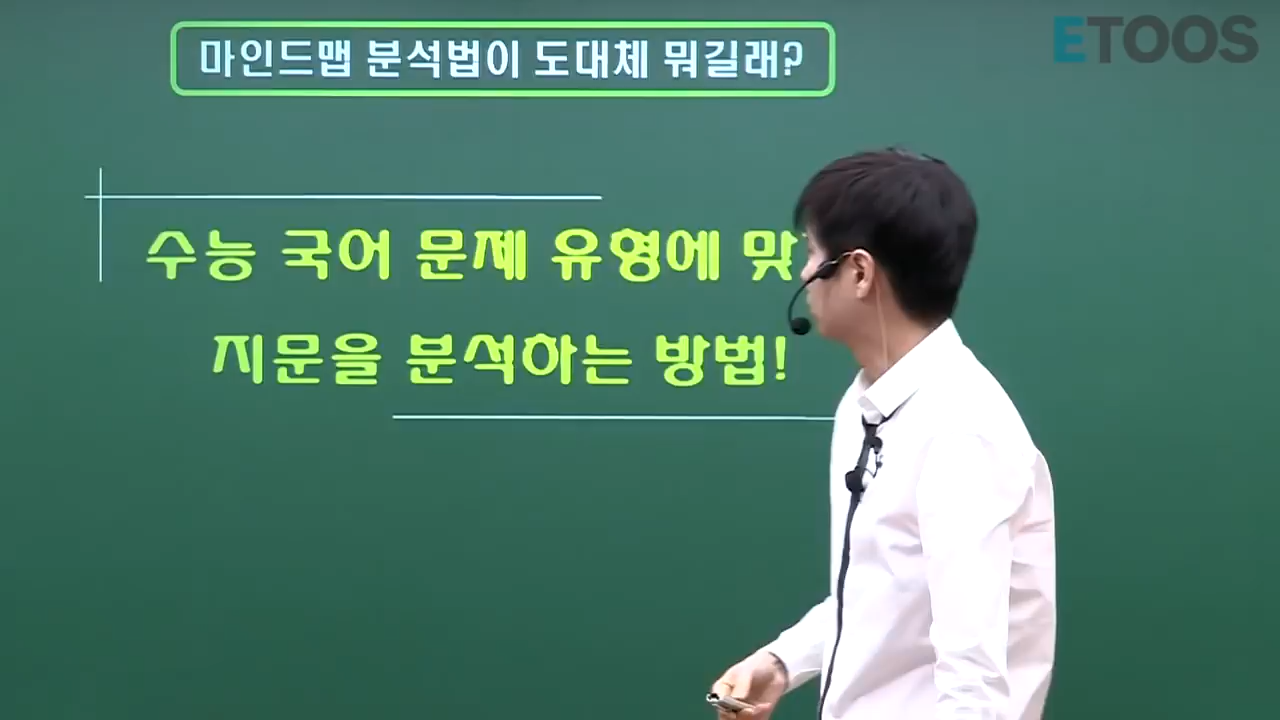 마인드맵 분석법이 도대체 뭐길래?
ETOOS
수능 국어 문제 유형에
지문을 분석하는 방법!